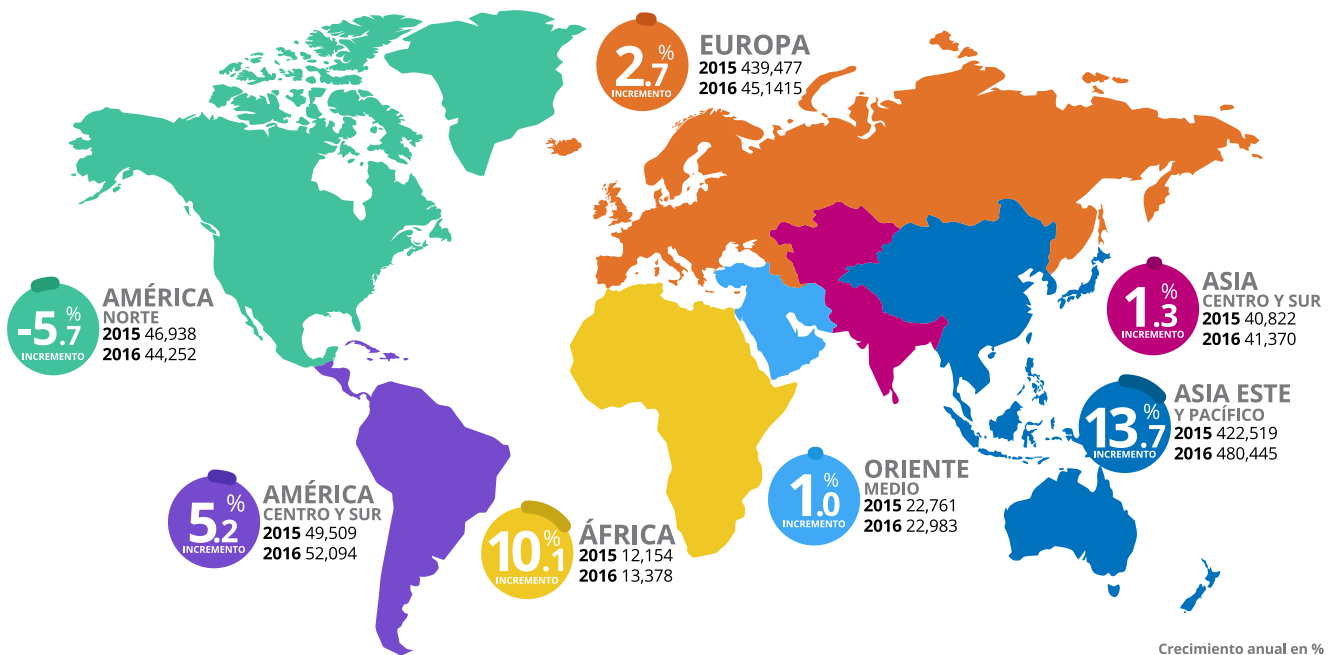 2.7 %
INCREMENTO
EUROPA
2015 439,477
2016 45,1415
-5.7 %
INCREMENTO
AMÉRICA
NORTE
2015 46,938
2016 44,252
1.3 %
INCREMENTO
ASIA
CENTRO Y SUR
2015 40,822
2016 41,370
13.7 %
INCREMENTO
ASIA ESTE
Y PACÍFICO
2015 422,519
2016 480,445
5.2 %
INCREMENTO
AMÉRICA
CENTRO Y SUR
2015 49,509
2016 52,094
10.1 %
INCREMENTO
ÁFRICA
2015 12,154
2016 13,378
1.0 %
INCREMENTO
ORIENTE
MEDIO
2015 22,761
2016 22,983
Crecimiento anual en %